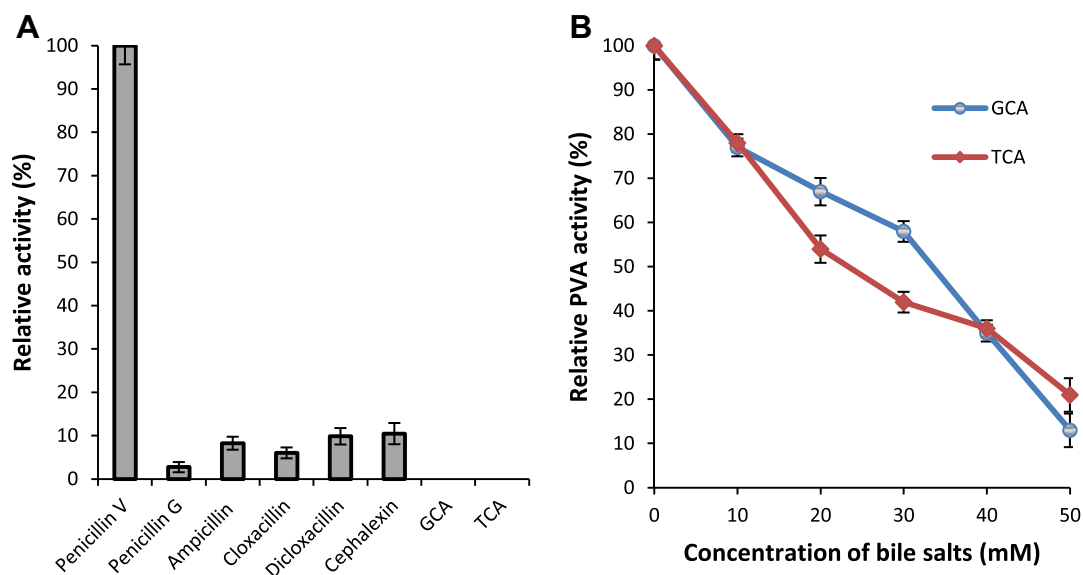 A
Relative activity (%)
100
90
80
70
60
50
40
30
20
10
0
Penicillin V
Penicillin G
Ampicillin
Cloxacillin
Dicloxacillin
Cephalexin
GCA
TCA
B
Relative PVA activity (%)
100
90
80
70
60
50
40
30
20
10
0
GCA
TCA
0 10 20 30 40 50
Concentration of bile salts (mM)